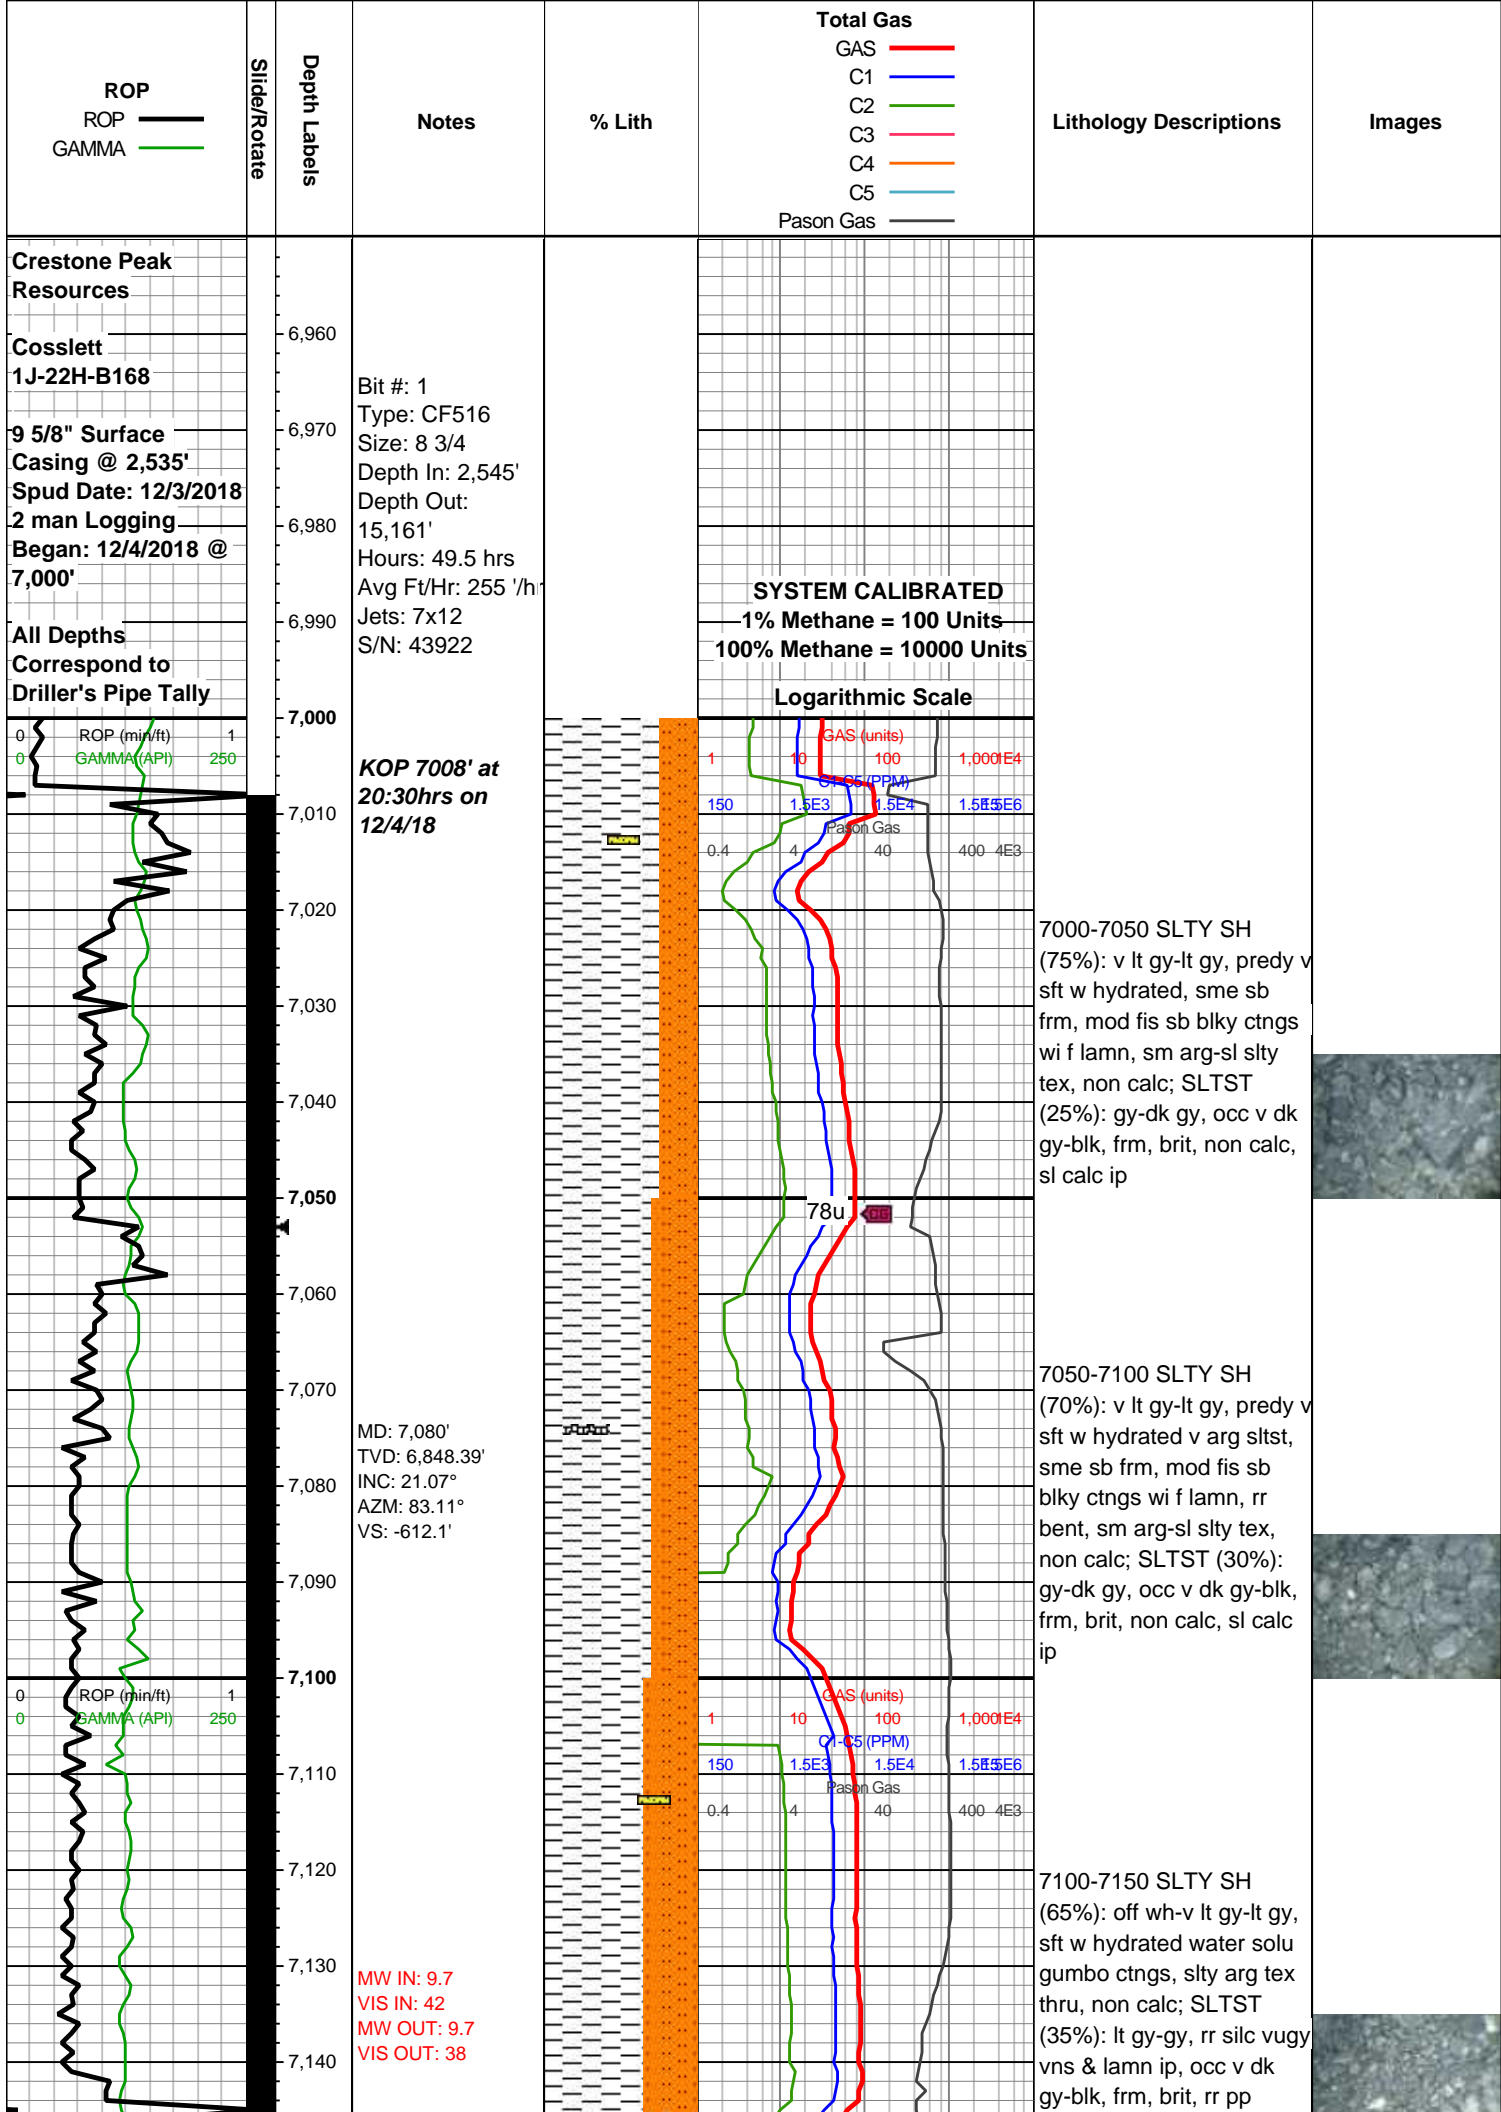 ROP
ROP
GAMMA
Slide/Rotate
Depth Labels
Notes
% Lith
Total Gas
GAS
C1
C2
C3
C4
C5
Pason Gas
Lithology Descriptions
Images
Crestone Peak
Resources
Cosslett
1J-22H-B168
9 5/8" Surface
Casing @ 2,535'
Spud Date: 12/3/2018
2 man Logging
Began: 12/4/2018 @
7,000'
All Depths
Correspond to
Driller's Pipe Tally
6,960
6,970
6,980
6,990
7,000
7,010
7,020
7,030
7,040
7,050
7,060
7,070
7,080
7,090
7,100
7,110
7,120
7,130
7,140
Bit #: 1
Type: CF516
Size: 8 3/4
Depth In: 2,545'
Depth Out:
15,161'
Hours: 49.5 hrs
Avg Ft/Hr: 255 '/hr
Jets: 7x12
S/N: 43922
SYSTEM CALIBRATED
1% Methane = 100 Units
100% Methane = 10000 Units
Logarithmic Scale
0 ROP (min/ft) 1
0 GAMMA (API) 250
KOP 7008' at
20:30hrs on
12/4/18
GAS (units)
1 10 100 1,000 1E4
C1-C5 (PPM)
150 1.5E3 1.5E4 1.5E5 1.5E6
Pason Gas
0.4 4 40 400 4E3
7000-7050 SLTY SH
(75%): v lt gy-lt gy, predy v
sft w hydrated, sme sb
frm, mod fis sb blky ctngs
wi f lamn, sm arg-sl slty
tex, non calc; SLTST
(25%): gy-dk gy, occ v dk
gy-blk, frm, brit, non calc,
sl calc ip
78u
CG
7050-7100 SLTY SH
(70%): v lt gy-lt gy, predy v
sft w hydrated v arg sltst,
sme sb frm, mod fis sb
blky ctngs wi f lamn, rr
bent, sm arg-sl slty tex,
non calc; SLTST (30%):
gy-dk gy, occ v dk gy-blk,
frm, brit, non calc, sl calc
ip
MD: 7,080'
TVD: 6,848.39'
INC: 21.07°
AZM: 83.11°
VS: -612.1'
0 ROP (min/ft) 1
0 GAMMA (API) 250
GAS (units)
1 10 100 1,000 1E4
C1-C5 (PPM)
150 1.5E3 1.5E4 1.5E5 1.5E6
Pason Gas
0.4 4 40 400 4E3
7100-7150 SLTY SH
(65%): off wh-v lt gy-lt gy,
sft w hydrated water solu
gumbo ctngs, slty arg tex
thru, non calc; SLTST
(35%): lt gy-gy, rr silc vugy
vns & lamn ip, occ v dk
gy-blk, frm, brit, rr pp
MW IN: 9.7
VIS IN: 42
MW OUT: 9.7
VIS OUT: 38